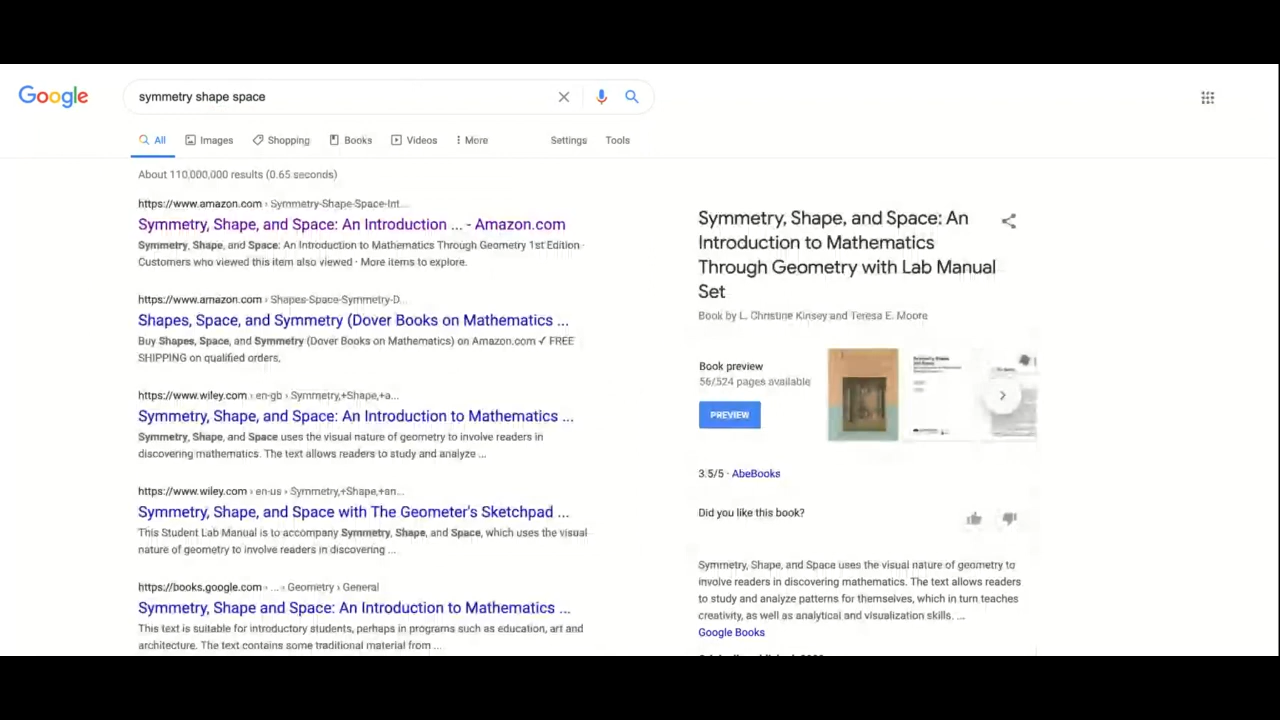 Google
symmetry shape space
All Images Shopping Books Videos More Settings Tools
About 110,000,000 results (0.65 seconds)
https://www.amazon.com › Symmetry-Shape-Space-Int...
Symmetry, Shape, and Space: An Introduction ... - Amazon.com
Symmetry, Shape, and Space: An Introduction to Mathematics Through Geometry 1st Edition ·
Customers who viewed this item also viewed · More items to explore.
https://www.amazon.com › Shapes-Space-Symmetry-D...
Shapes, Space, and Symmetry (Dover Books on Mathematics ...
Buy Shapes, Space, and Symmetry (Dover Books on Mathematics) on Amazon.com ✓ FREE
SHIPPING on qualified orders.
https://www.wiley.com › en-gb › Symmetry,+Shape,+a...
Symmetry, Shape, and Space: An Introduction to Mathematics ...
Symmetry, Shape, and Space uses the visual nature of geometry to involve readers in
discovering mathematics. The text allows readers to study and analyze ...
https://www.wiley.com › en-us › Symmetry,+Shape,+an...
Symmetry, Shape, and Space with The Geometer's Sketchpad ...
This Student Lab Manual is to accompany Symmetry, Shape, and Space, which uses the visual
nature of geometry to involve readers in discovering ...
https://books.google.com › ... › Geometry › General
Symmetry, Shape and Space: An Introduction to Mathematics ...
This text is suitable for introductory students, perhaps in programs such as education, art and
architecture. The text contains some traditional material from ...
Symmetry, Shape, and Space: An
Introduction to Mathematics
Through Geometry with Lab Manual
Set
Book by L. Christine Kinsey and Teresa E. Moore
Book preview
56/524 pages available
PREVIEW
3.5/5 · AbeBooks
Did you like this book?
Symmetry, Shape, and Space uses the visual nature of geometry to
involve readers in discovering mathematics. The text allows readers
to study and analyze patterns for themselves, which in turn teaches
creativity, as well as analytical and visualization skills. ...
Google Books